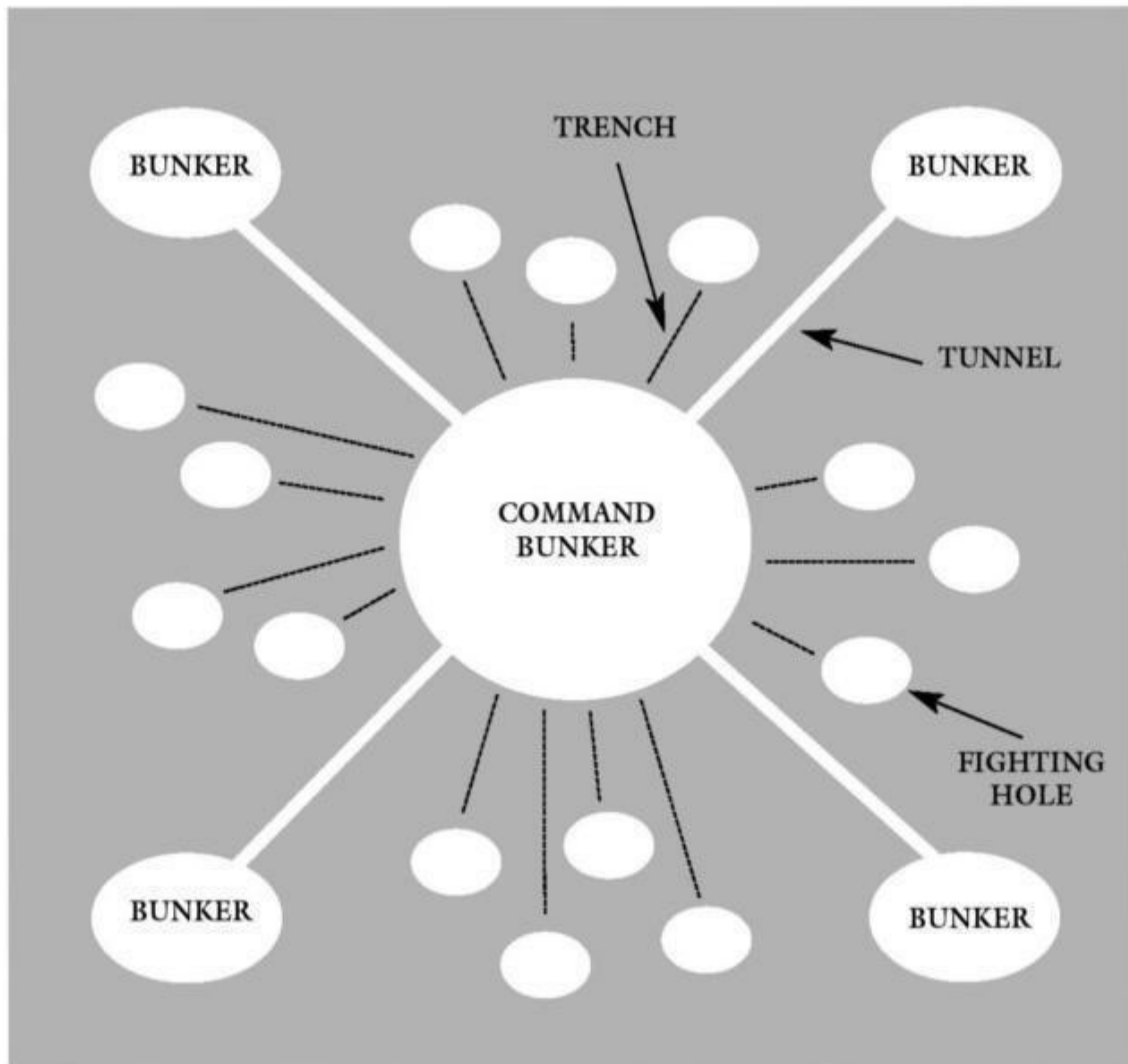 TRENCH
BUNKER
BUNKER
TUNNEL
COMMAND
BUNKER
FIGHTING
HOLE
BUNKER
BUNKER